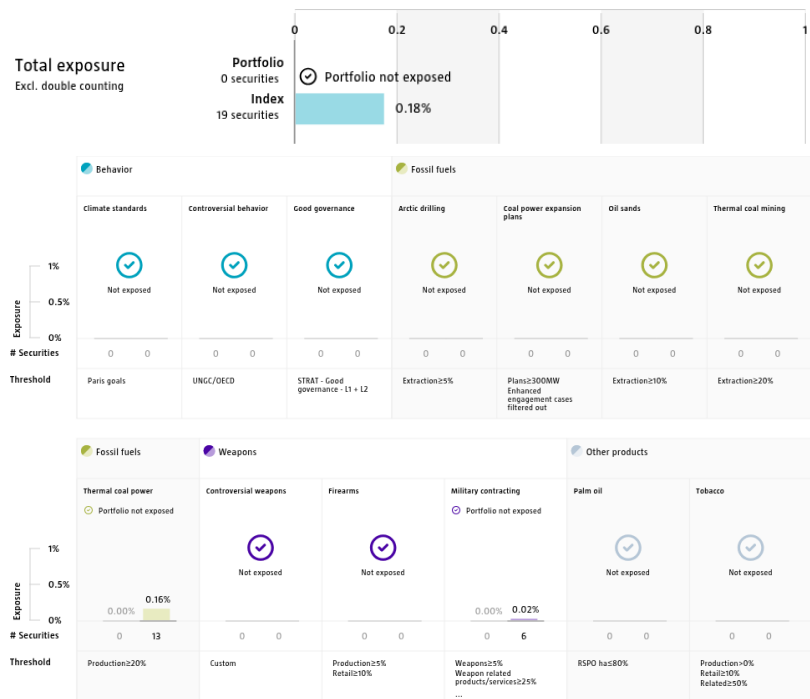 0 0.2 0.4 0.6 0.8 1
Total exposure
Excl. double counting
Portfolio
0 securities
Portfolio not exposed
Index
19 securities
0.18%
Behavior
Fossil fuels
Climate standards
Controversial behavior
Good governance
Arctic drilling
Coal power expansion
plans
Oil sands
Thermal coal mining
Not exposed Not exposed Not exposed Not exposed Not exposed Not exposed Not exposed
Exposure
1%
0.5%
0%
# Securities 0 0 0 0 0 0 0 0 0 0 0 0 0 0
Threshold
Paris goals
UNGC/OECD
STRAT - Good
governance - L1 + L2
Extraction≥5%
Plans≥300MW
Enhanced
engagement cases
filtered out
Extraction≥10%
Extraction≥20%
Fossil fuels
Weapons
Other products
Thermal coal power
Portfolio not exposed
Controversial weapons
Firearms
Military contracting
Portfolio not exposed
Palm oil
Tobacco
Not exposed Not exposed Not exposed Not exposed
Exposure
1%
0.5%
0%
0.00% 0.16%
0.00% 0.02%
# Securities 0 13 0 0 0 0 0 6 0 0 0 0
Threshold
Production≥20%
Custom
Production≥5%
Retail≥10%
Weapons≥5%
Weapon related
products/services≥25%
...
RSPO ha≤80%
Production>0%
Retail≥10%
Related≥50%